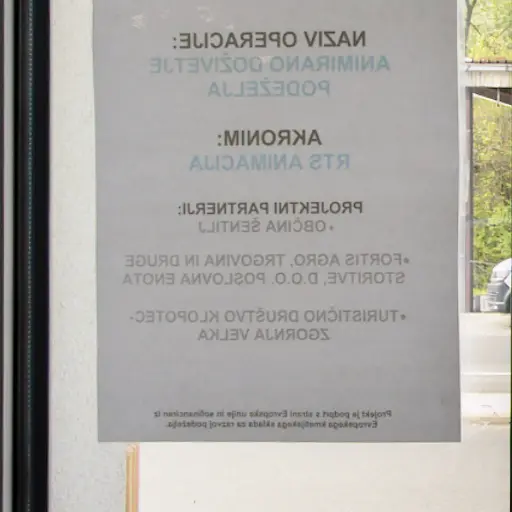 NAZIV OPERACIJE:
ANIMIRANO DOŽIVETJE
PODEŽELJA
AKRONIM:
RTS ANIMACIJA
PROJEKTNI PARTNERJI:
•OBČINA ŠENTILJ
•FORTIS AGRO, TRGOVINA IN DRUGE
STORITVE, D.O.O. POSLOVNA ENOTA
•TURISTIČNO DRUŠTVO KLOPOTEC-
ZGORNJA VELKA
Projekt je podprt s strani Evropske unije in sofinanciran iz
Evropskega kmetijskega sklada za razvoj podeželja.